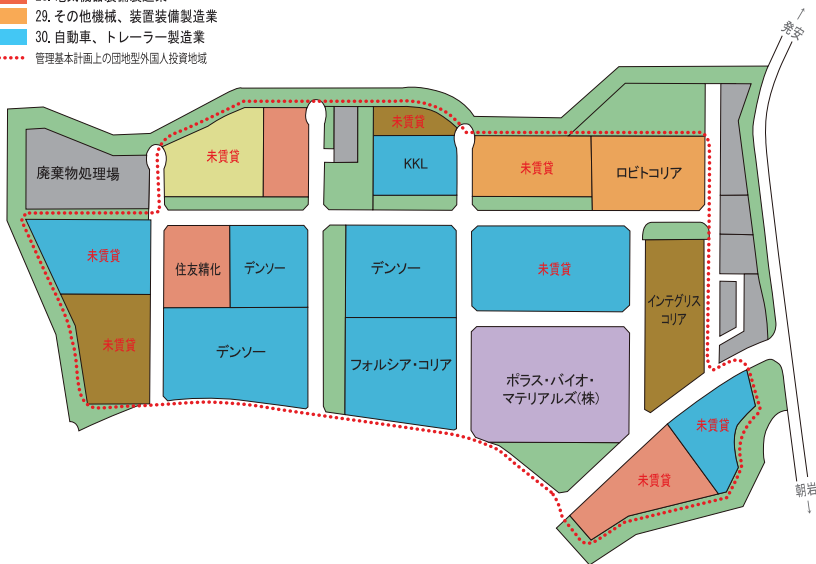 29. その他機械、装置装備製造業
30. 自動車、トレーラー製造業
管理基本計画上の団地型外国人投資地域
発安
未賃貸
未賃貸
KKL
未賃貸
ロビトコリア
廃棄物処理場
未賃貸
住友精化
デンソー
デンソー
未賃貸
インテグリス
コリア
未賃貸
デンソー
フォルシア・コリア
ポラス・バイオ・
マテリアルズ(株)
未賃貸
未賃貸
朝岩